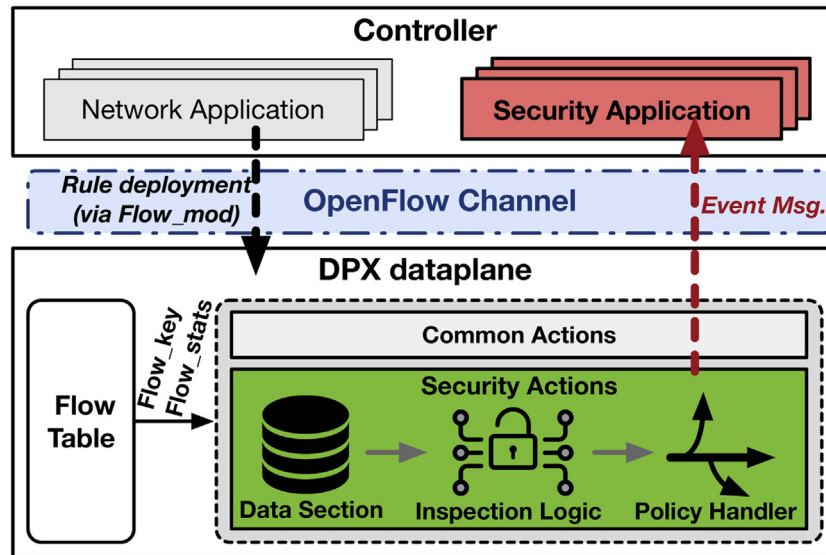 Controller
Network Application
Security Application
Rule deployment
(via Flow_mod)
OpenFlow Channel
Event Msg.
DPX dataplane
Flow
Table
Flow_key
Flow_stats
Common Actions
Security Actions
Data Section
Inspection Logic
Policy Handler